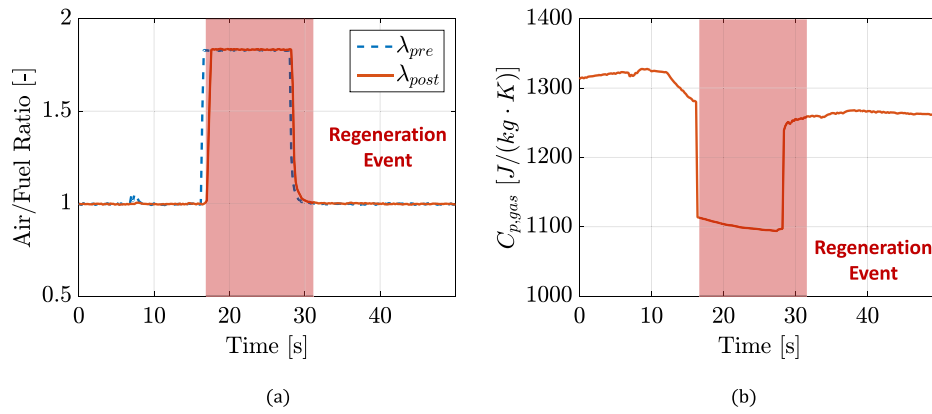 2
1.5
1
0.5
0
10
20
30
40
Air/Fuel Ratio [-]
Time [s]
λpre
λpost
Regeneration
Event
(a)
1400
1300
1200
1100
1000
0
10
20
30
40
Cp,gas [J/(kg · K)]
Time [s]
Regeneration
Event
(b)